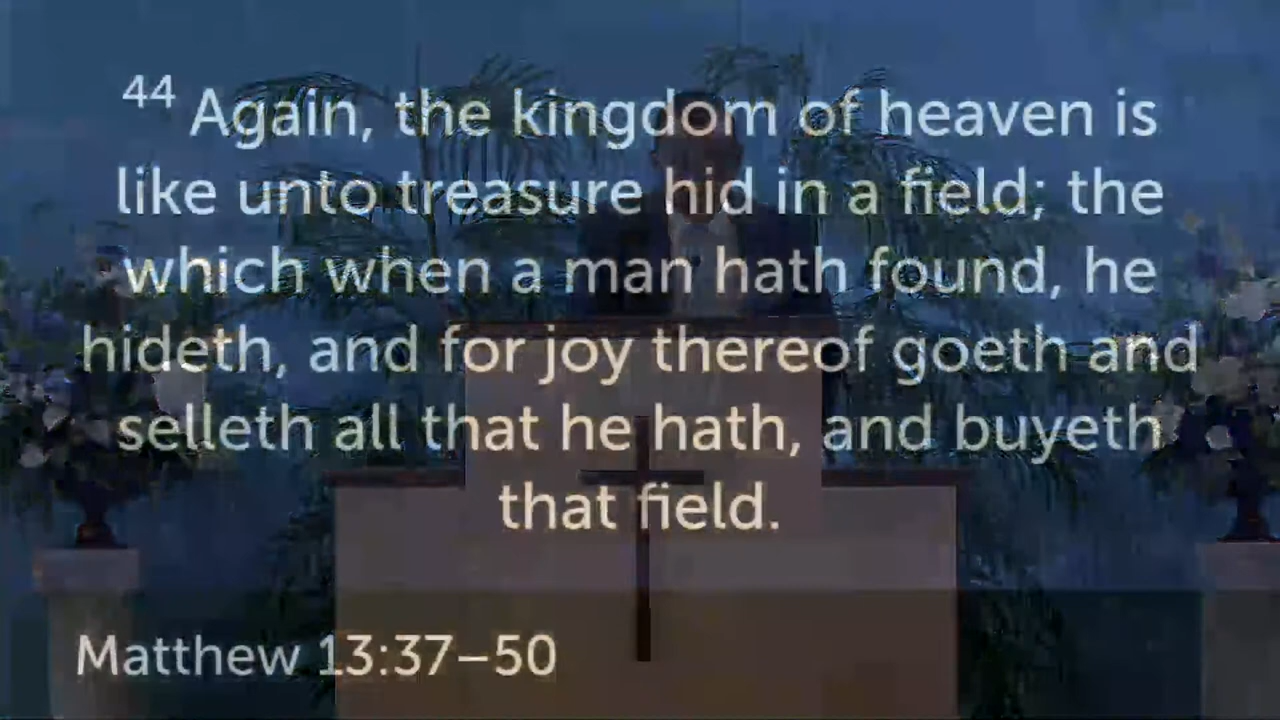 44 Again, the kingdom of heaven is
like unto treasure hid in a field; the
which when a man hath found, he
hideth, and for joy thereof goeth and
selleth all that he hath, and buyeth
that field.
Matthew 13:37–50